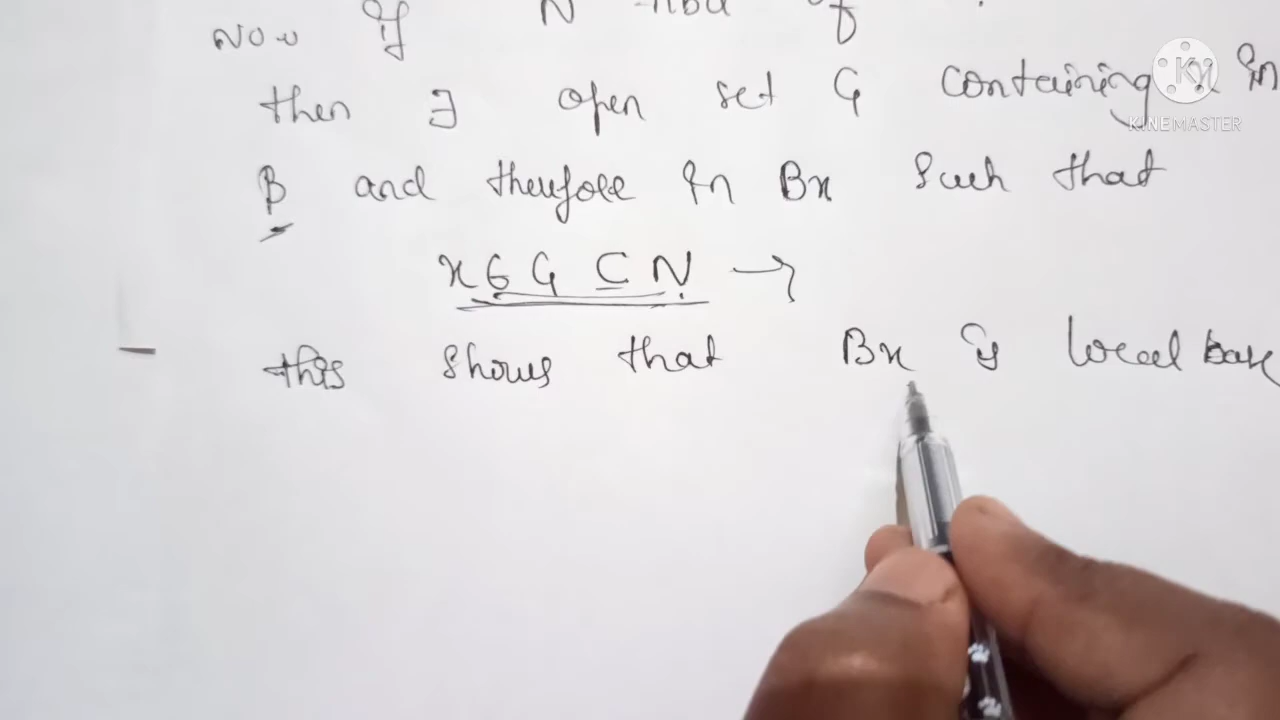 Now if N nbd of
then ∃ open set G containing x in
B and therefore in Bx such that
x ∈ G ⊆ N →
this shows that Bx is local base
KINEMASTER